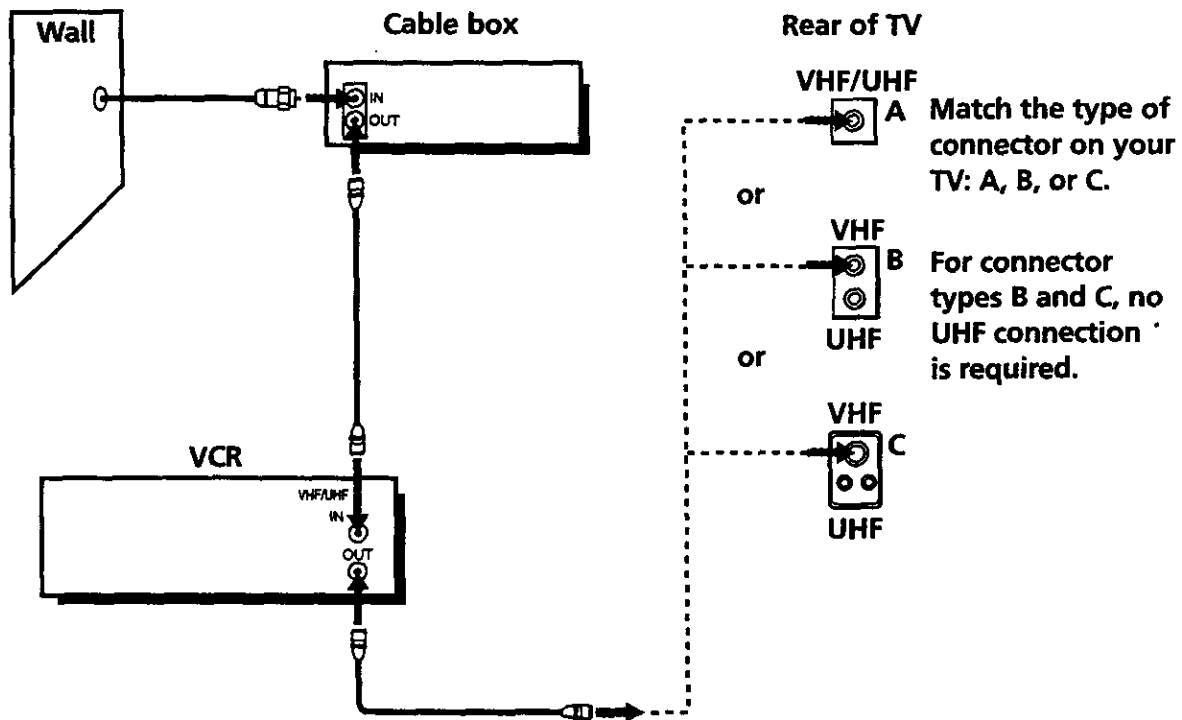 Wall
Cable box
IN
OUT
VCR
VHF/UHF
IN
OUT
Rear of TV
VHF/UHF
A
Match the type of
connector on your
TV: A, B, or C.
or
VHF
B
UHF
For connector
types B and C, no
UHF connection
is required.
or
VHF
C
UHF